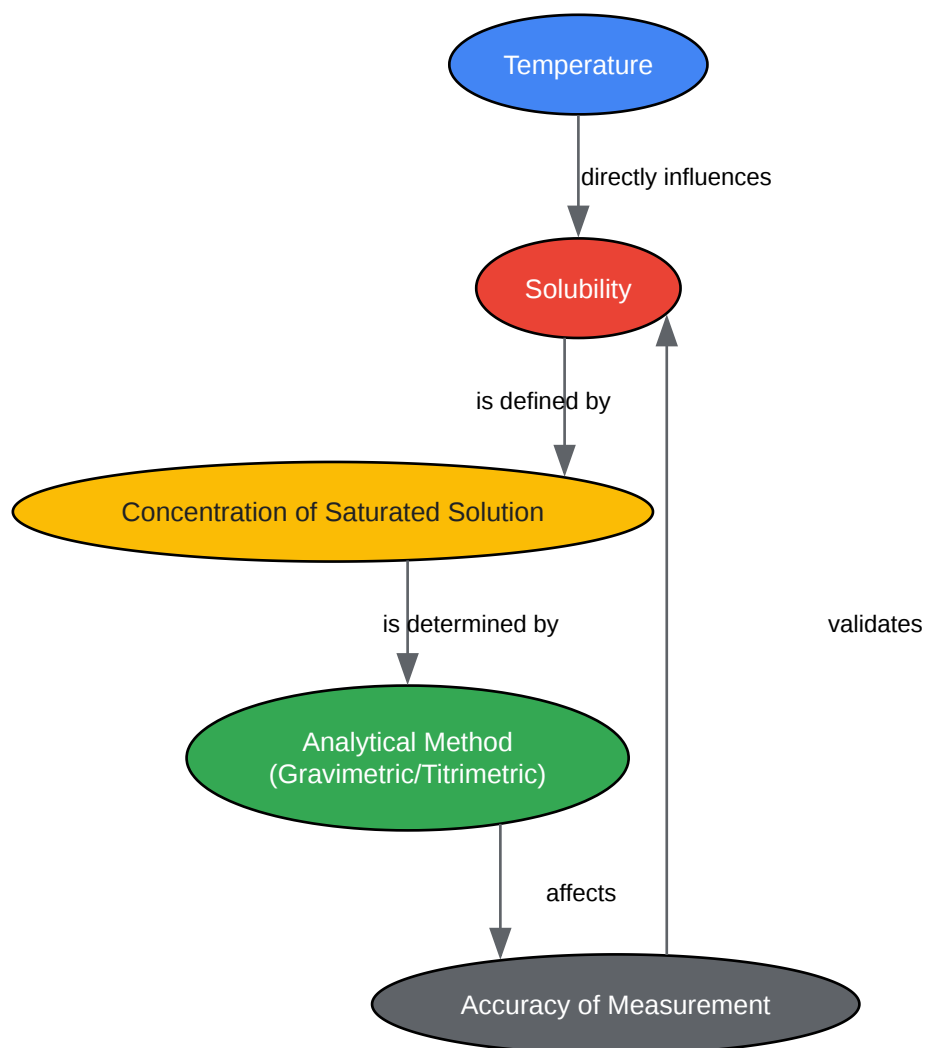 Temperature
directly influences
Solubility
is defined by
Concentration of Saturated Solution
is determined by
validates
Analytical Method
(Gravimetric/Titrimetric)
affects
Accuracy of Measurement